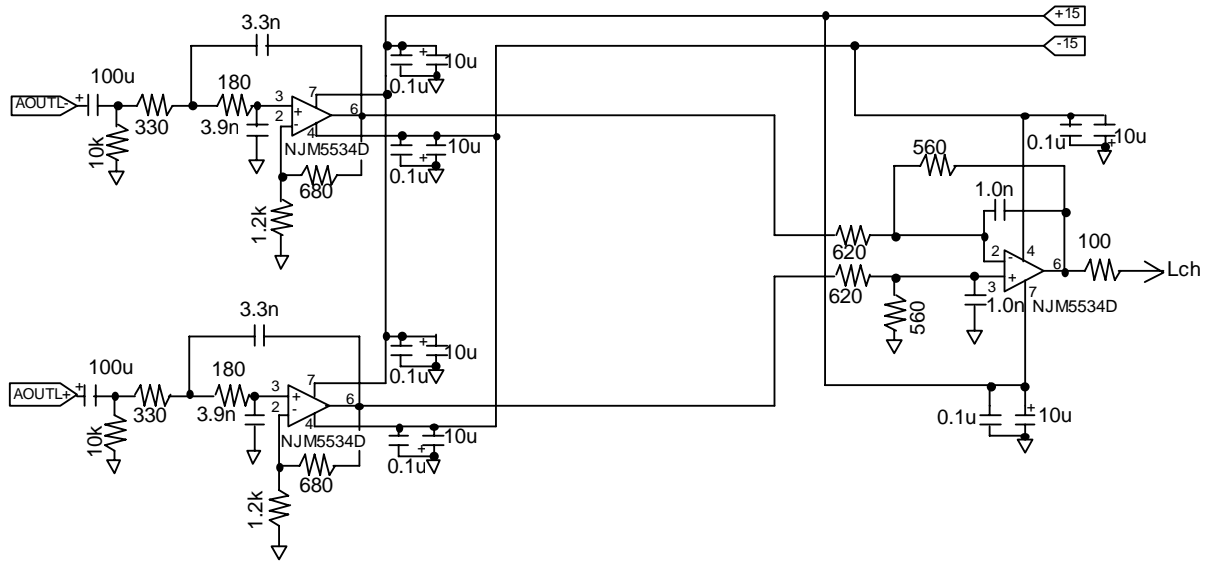 +15
-15
3.3n
100u
180
+
10u
0.1u
AOUTL-
+
330
3.9n
10k
3
2
+
-
7
4
6
NJM5534D
680
1.2k
+
10u
0.1u
0.1u
10u
+
560
1.0n
620
620
560
2
3
-
+
4
7
6
100
Lch
1.0n
NJM5534D
3.3n
100u
180
+
10u
0.1u
AOUTL+
+
330
3.9n
10k
3
2
+
-
7
4
6
NJM5534D
680
1.2k
+
10u
0.1u
0.1u
+
10u